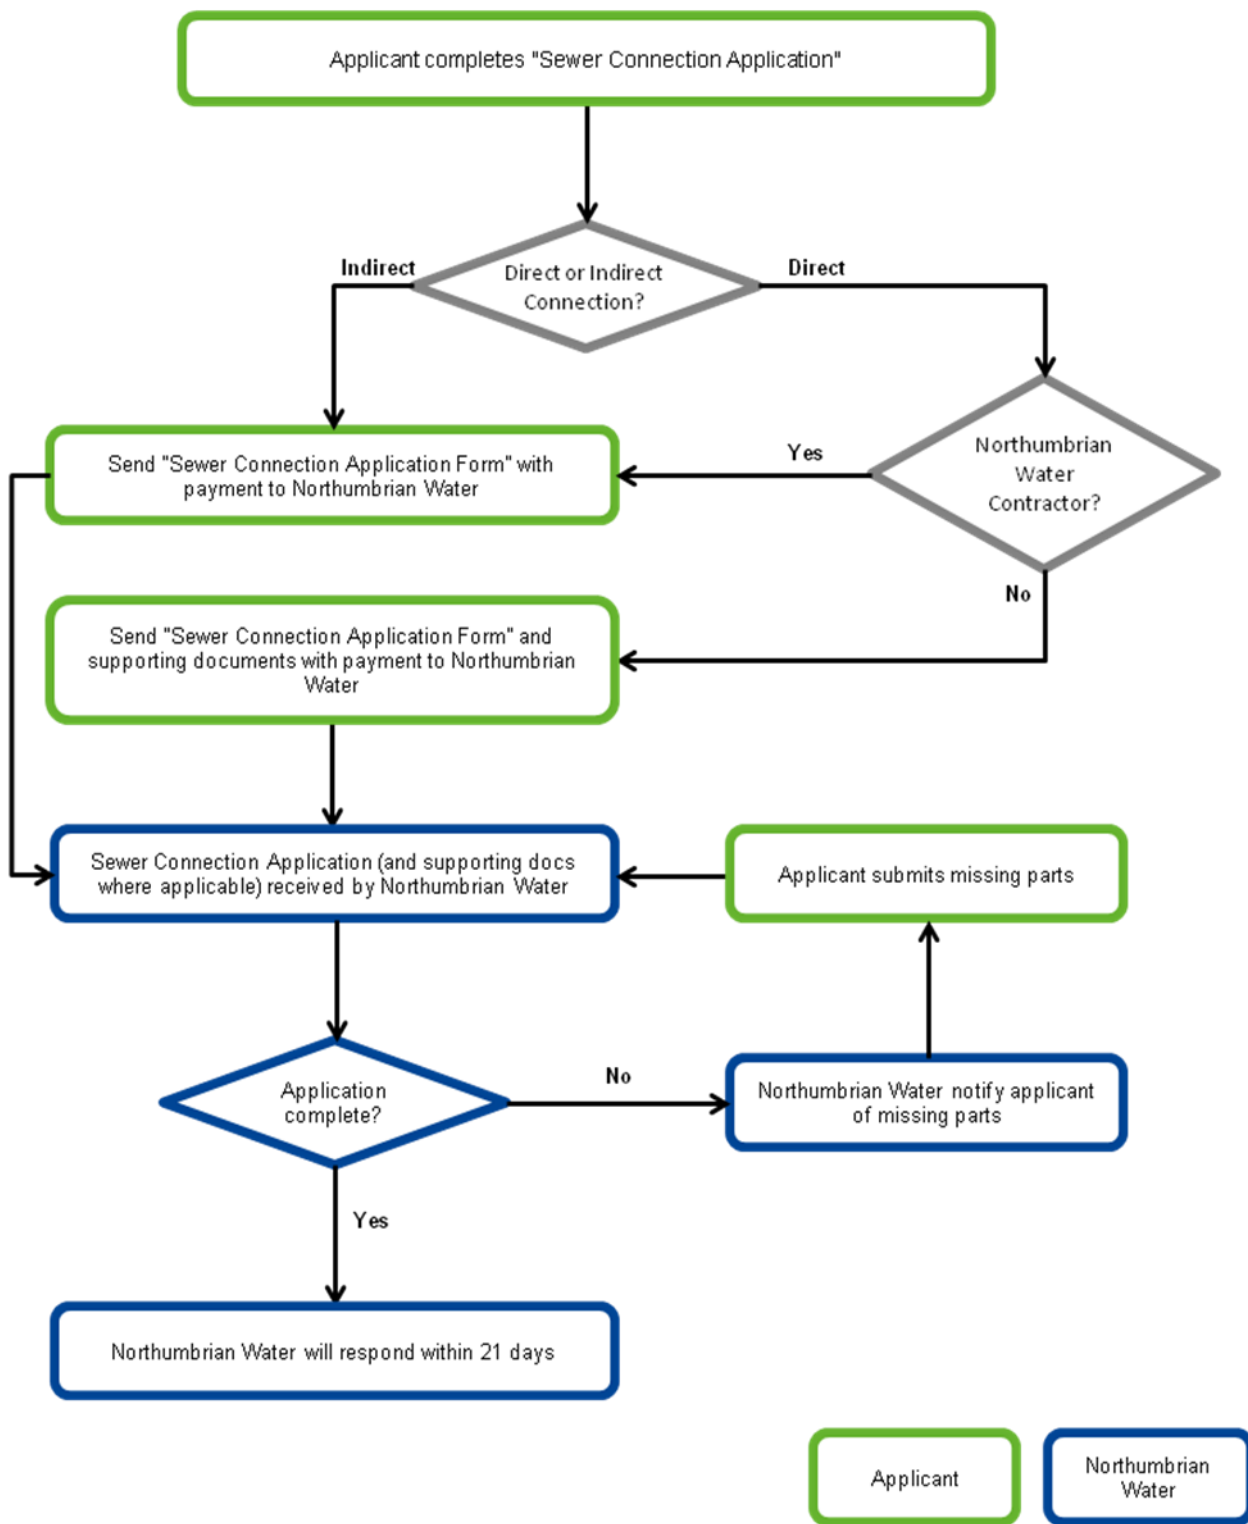 Applicant completes "Sewer Connection Application"
Indirect
Direct or Indirect
Connection?
Direct
Send "Sewer Connection Application Form" with
payment to Northumbrian Water
Yes
Northumbrian
Water
Contractor?
No
Send "Sewer Connection Application Form" and
supporting documents with payment to Northumbrian
Water
Sewer Connection Application (and supporting docs
where applicable) received by Northumbrian Water
Applicant submits missing parts
Application
complete?
No
Northumbrian Water notify applicant
of missing parts
Yes
Northumbrian Water will respond within 21 days
Applicant
Northumbrian
Water